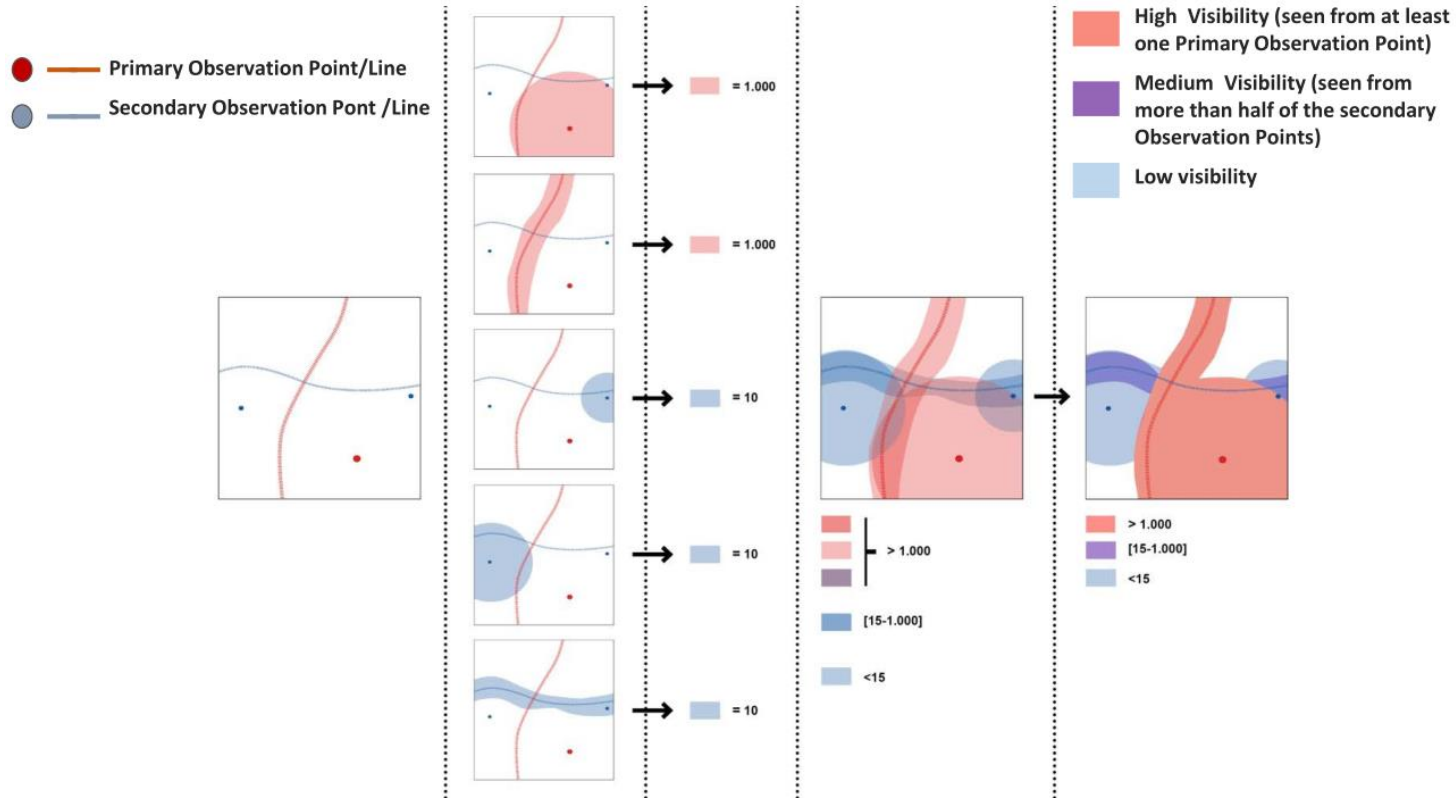 Primary Observation Point/Line
Secondary Observation Pont /Line
= 1.000
= 1.000
= 10
= 10
= 10
> 1.000
[15-1.000]
<15
High Visibility (seen from at least
one Primary Observation Point)
Medium Visibility (seen from
more than half of the secondary
Observation Points)
Low visibility
> 1.000
[15-1.000]
<15